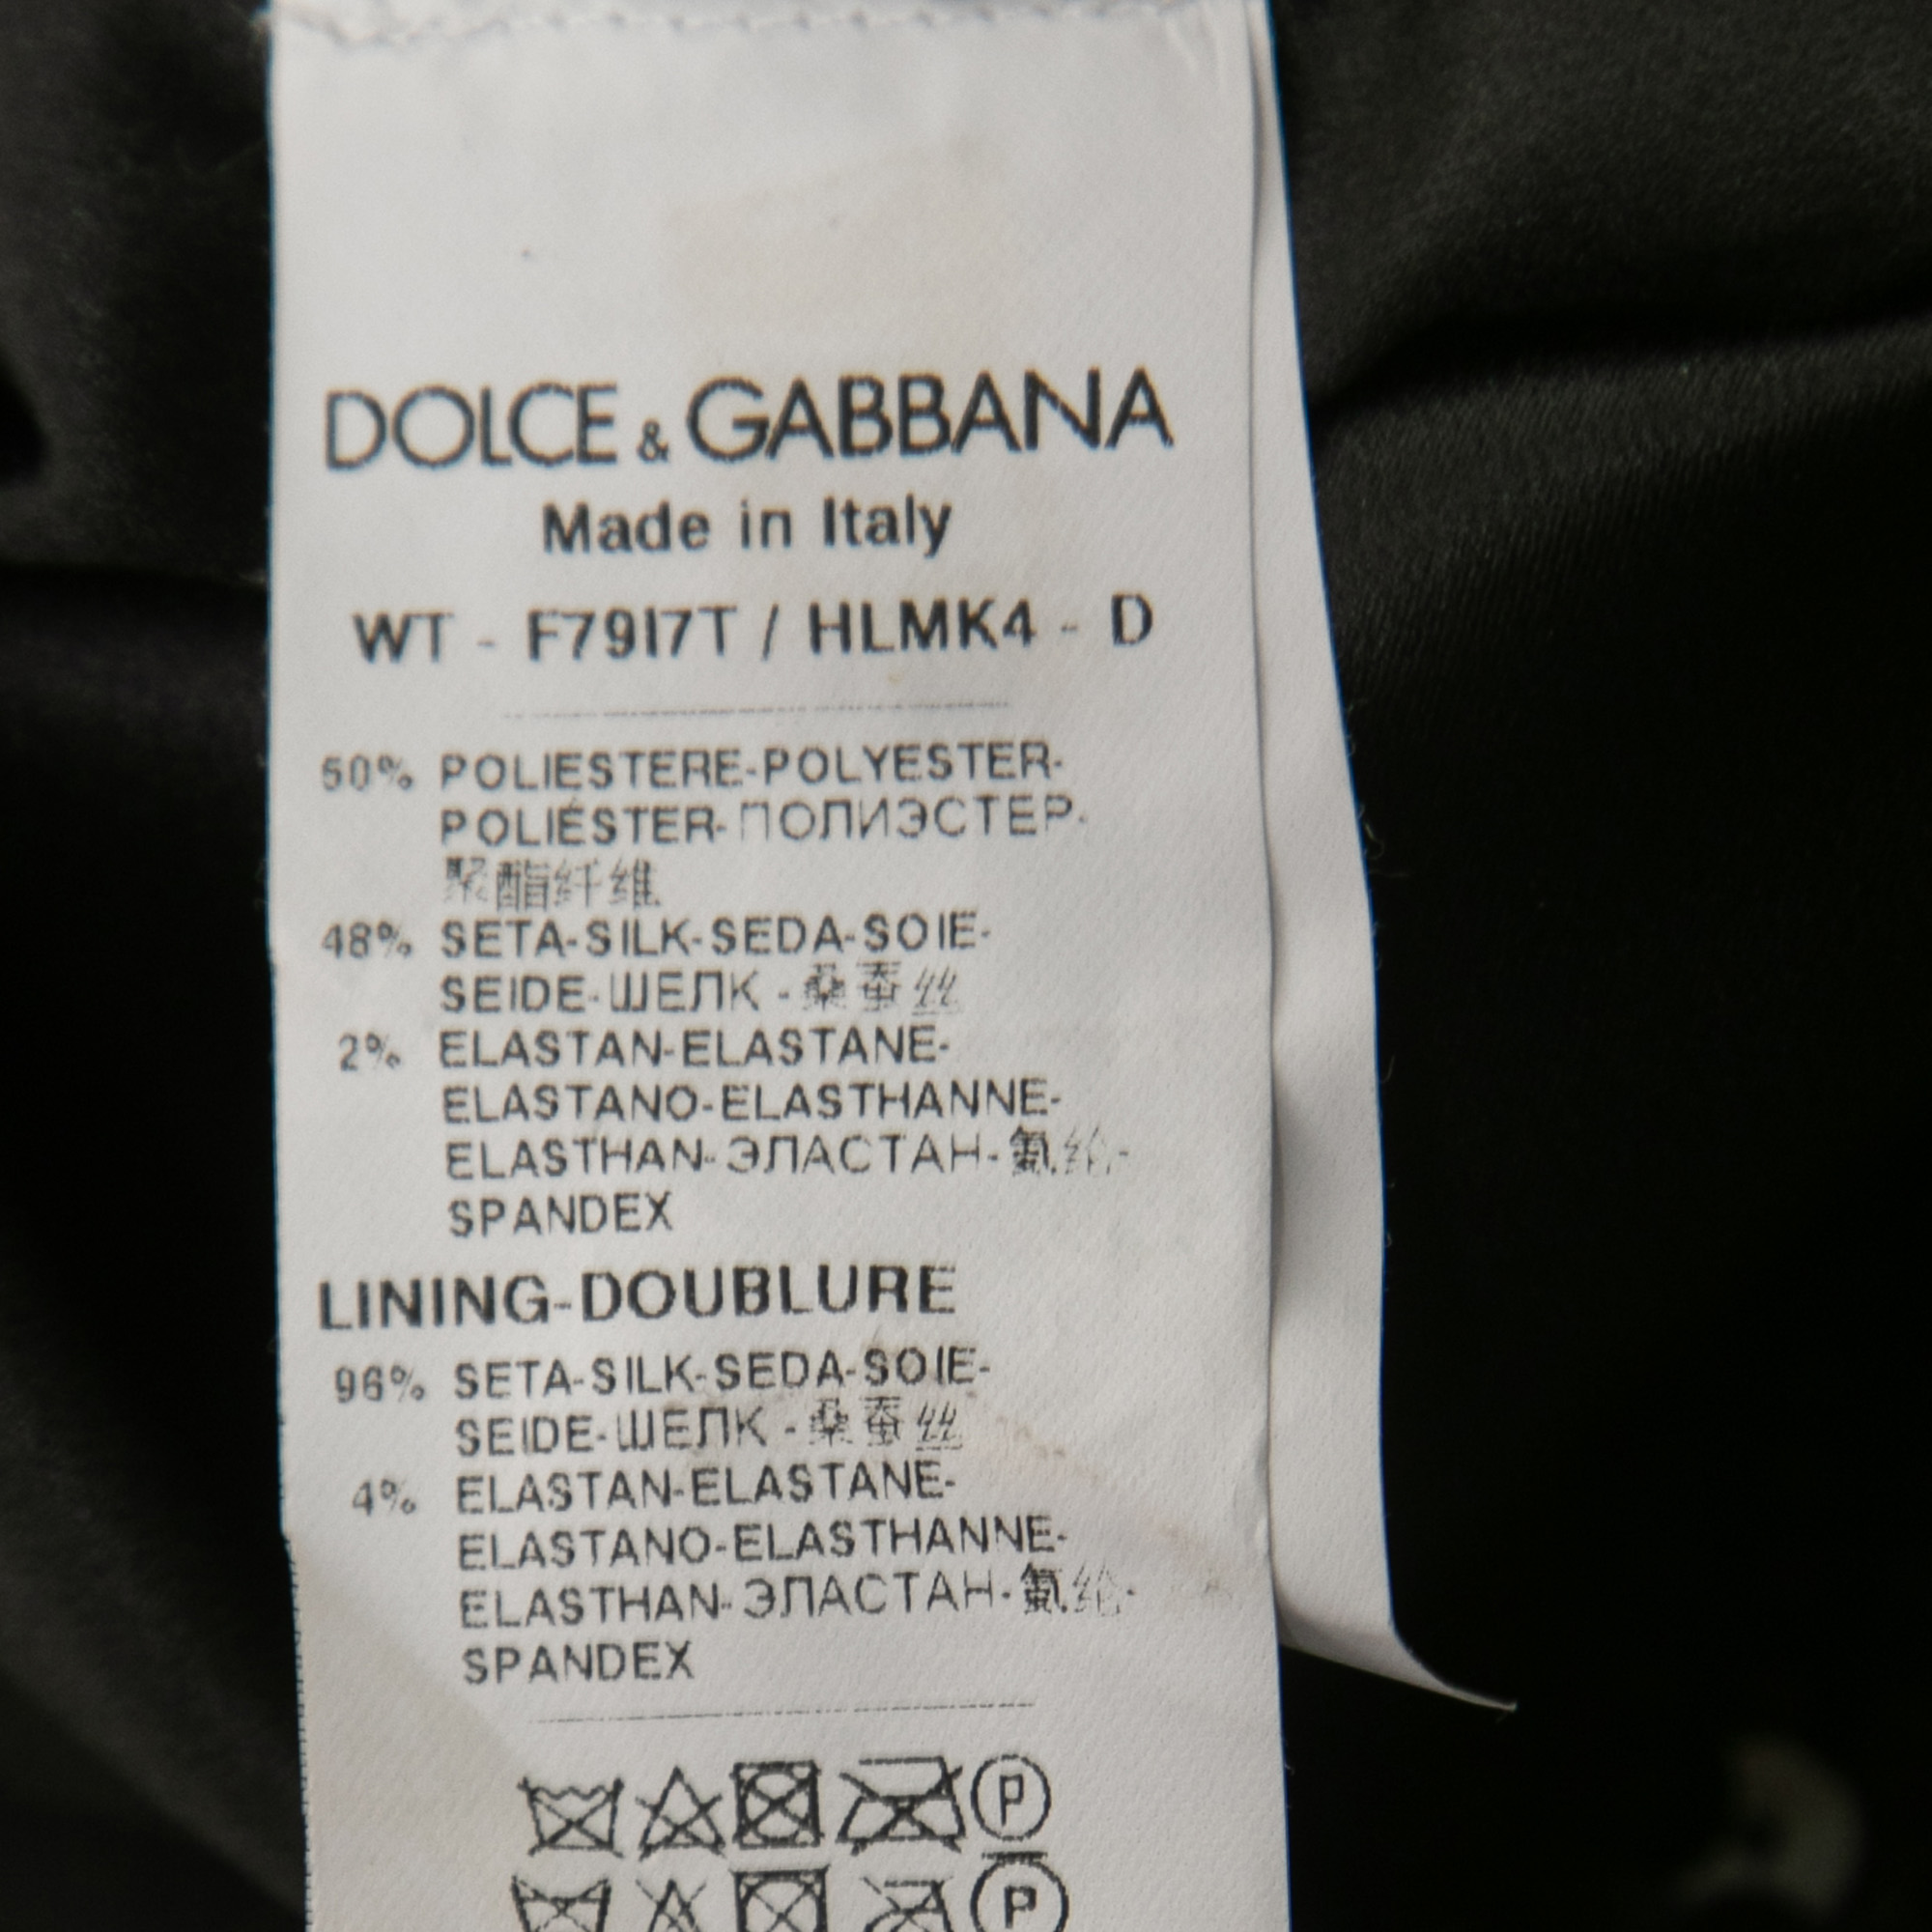 DOLCE & GABBANA
Made in Italy
WT - F79I7T / HLMK4 - D
50% POLIESTERE-POLYESTER-
POLIÉSTER-ПОЛИЭСТЕР-
聚酯纤维
48% SETA-SILK-SEDA-SOIE-
SEIDE-ШЕЛК-桑蚕丝
2% ELASTAN-ELASTANE-
ELASTANO-ELASTHANNE-
ELASTHAN-ЭЛАСТАН-氨纶-
SPANDEX
LINING-DOUBLURE
96% SETA-SILK-SEDA-SOIE-
SEIDE-ШЕЛК-桑蚕丝
4% ELASTAN-ELASTANE-
ELASTANO-ELASTHANNE-
ELASTHAN-ЭЛАСТАН-氨纶-
SPANDEX
P
P